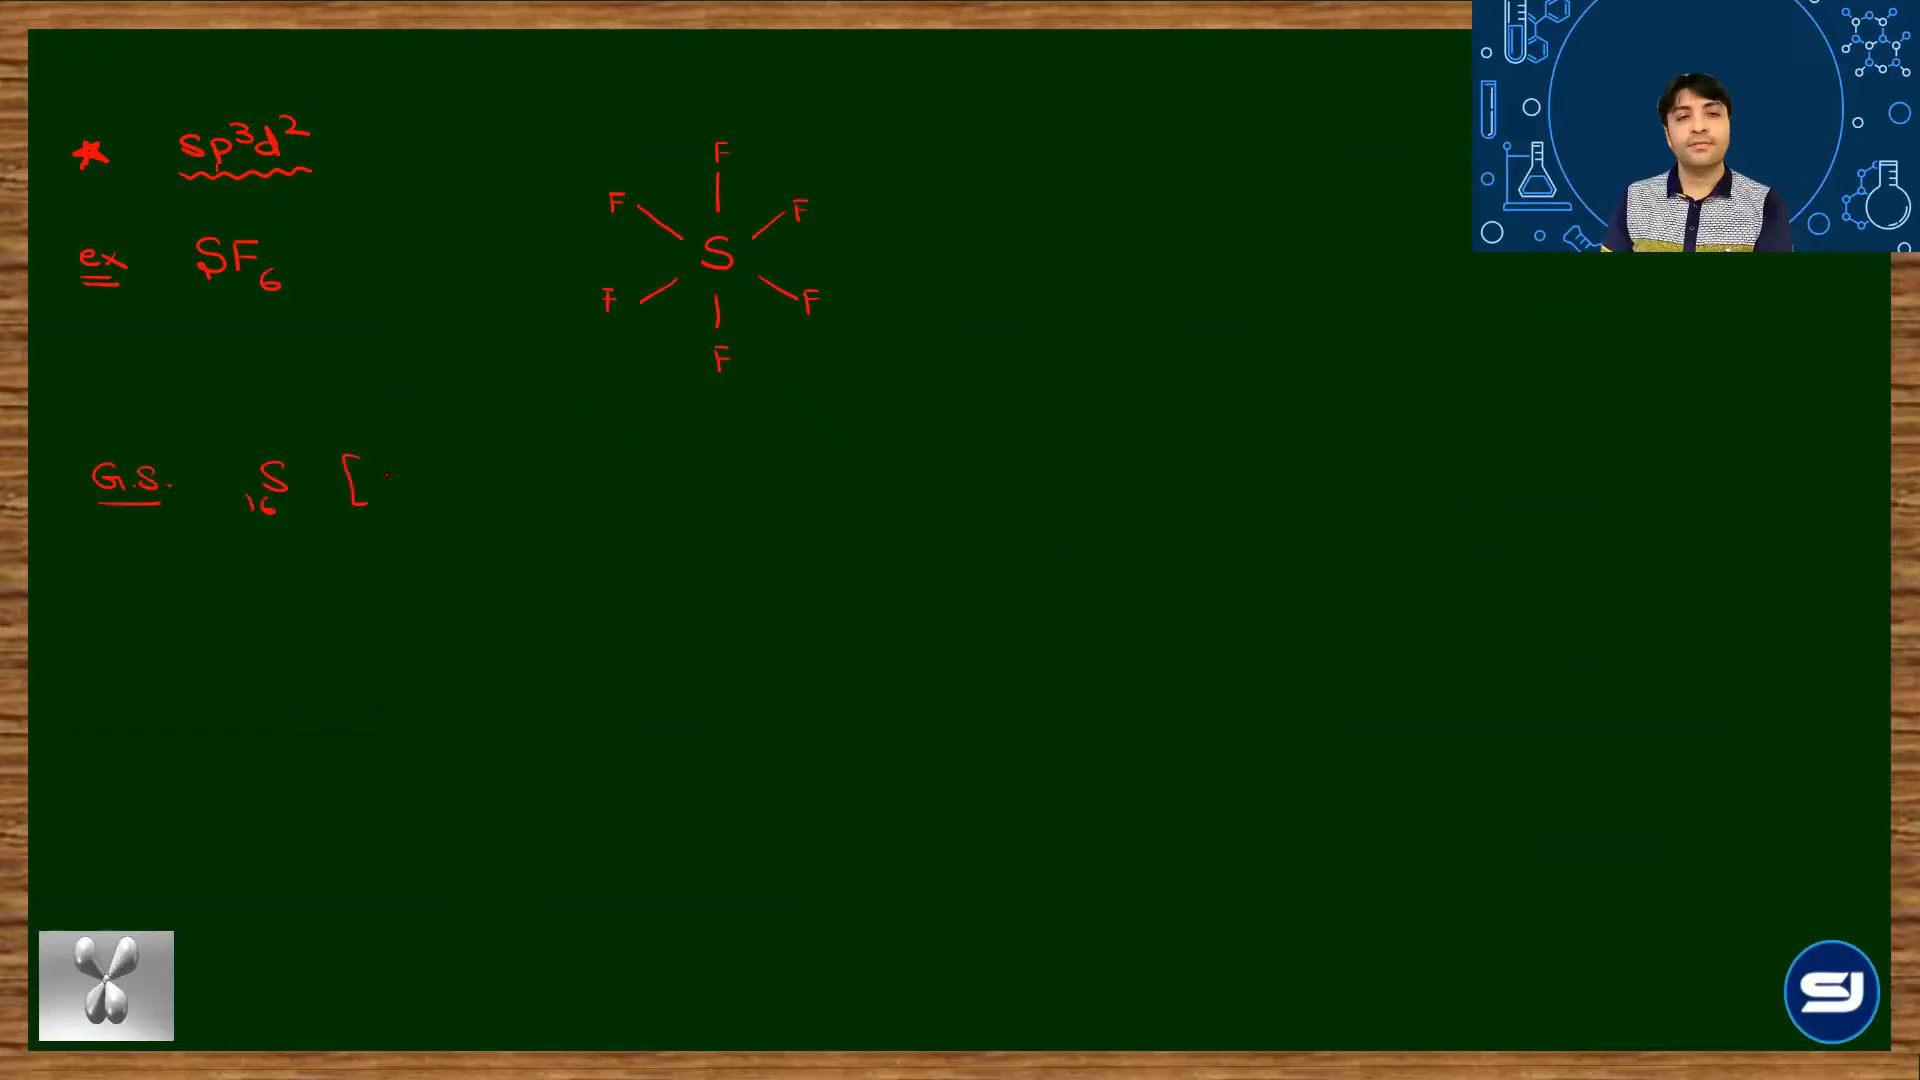 ★ sp³d²
ex SF₆
F
F F
S
F F
F
G.S. ₁₆S [
SJ